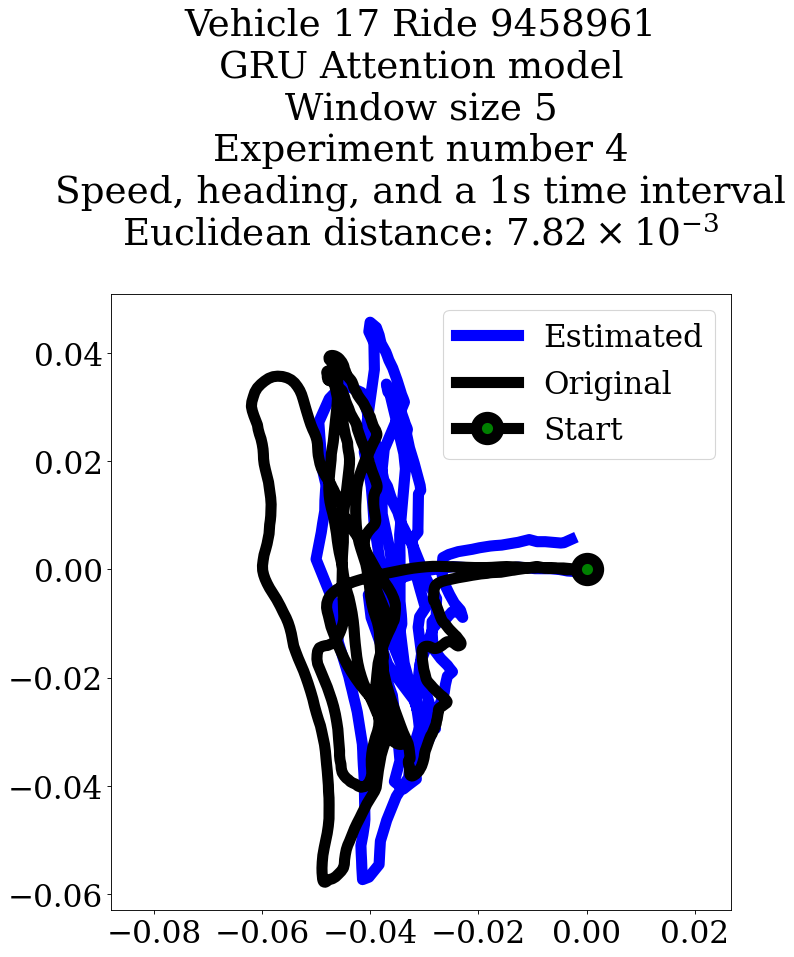 Vehicle 17 Ride 9458961
GRU Attention model
Window size 5
Experiment number 4
Speed, heading, and a 1s time interval
Euclidean distance: 7.82 × 10⁻³
Estimated
Original
Start
0.04
0.02
0.00
−0.02
−0.04
−0.06
−0.08 −0.06 −0.04 −0.02 0.00 0.02